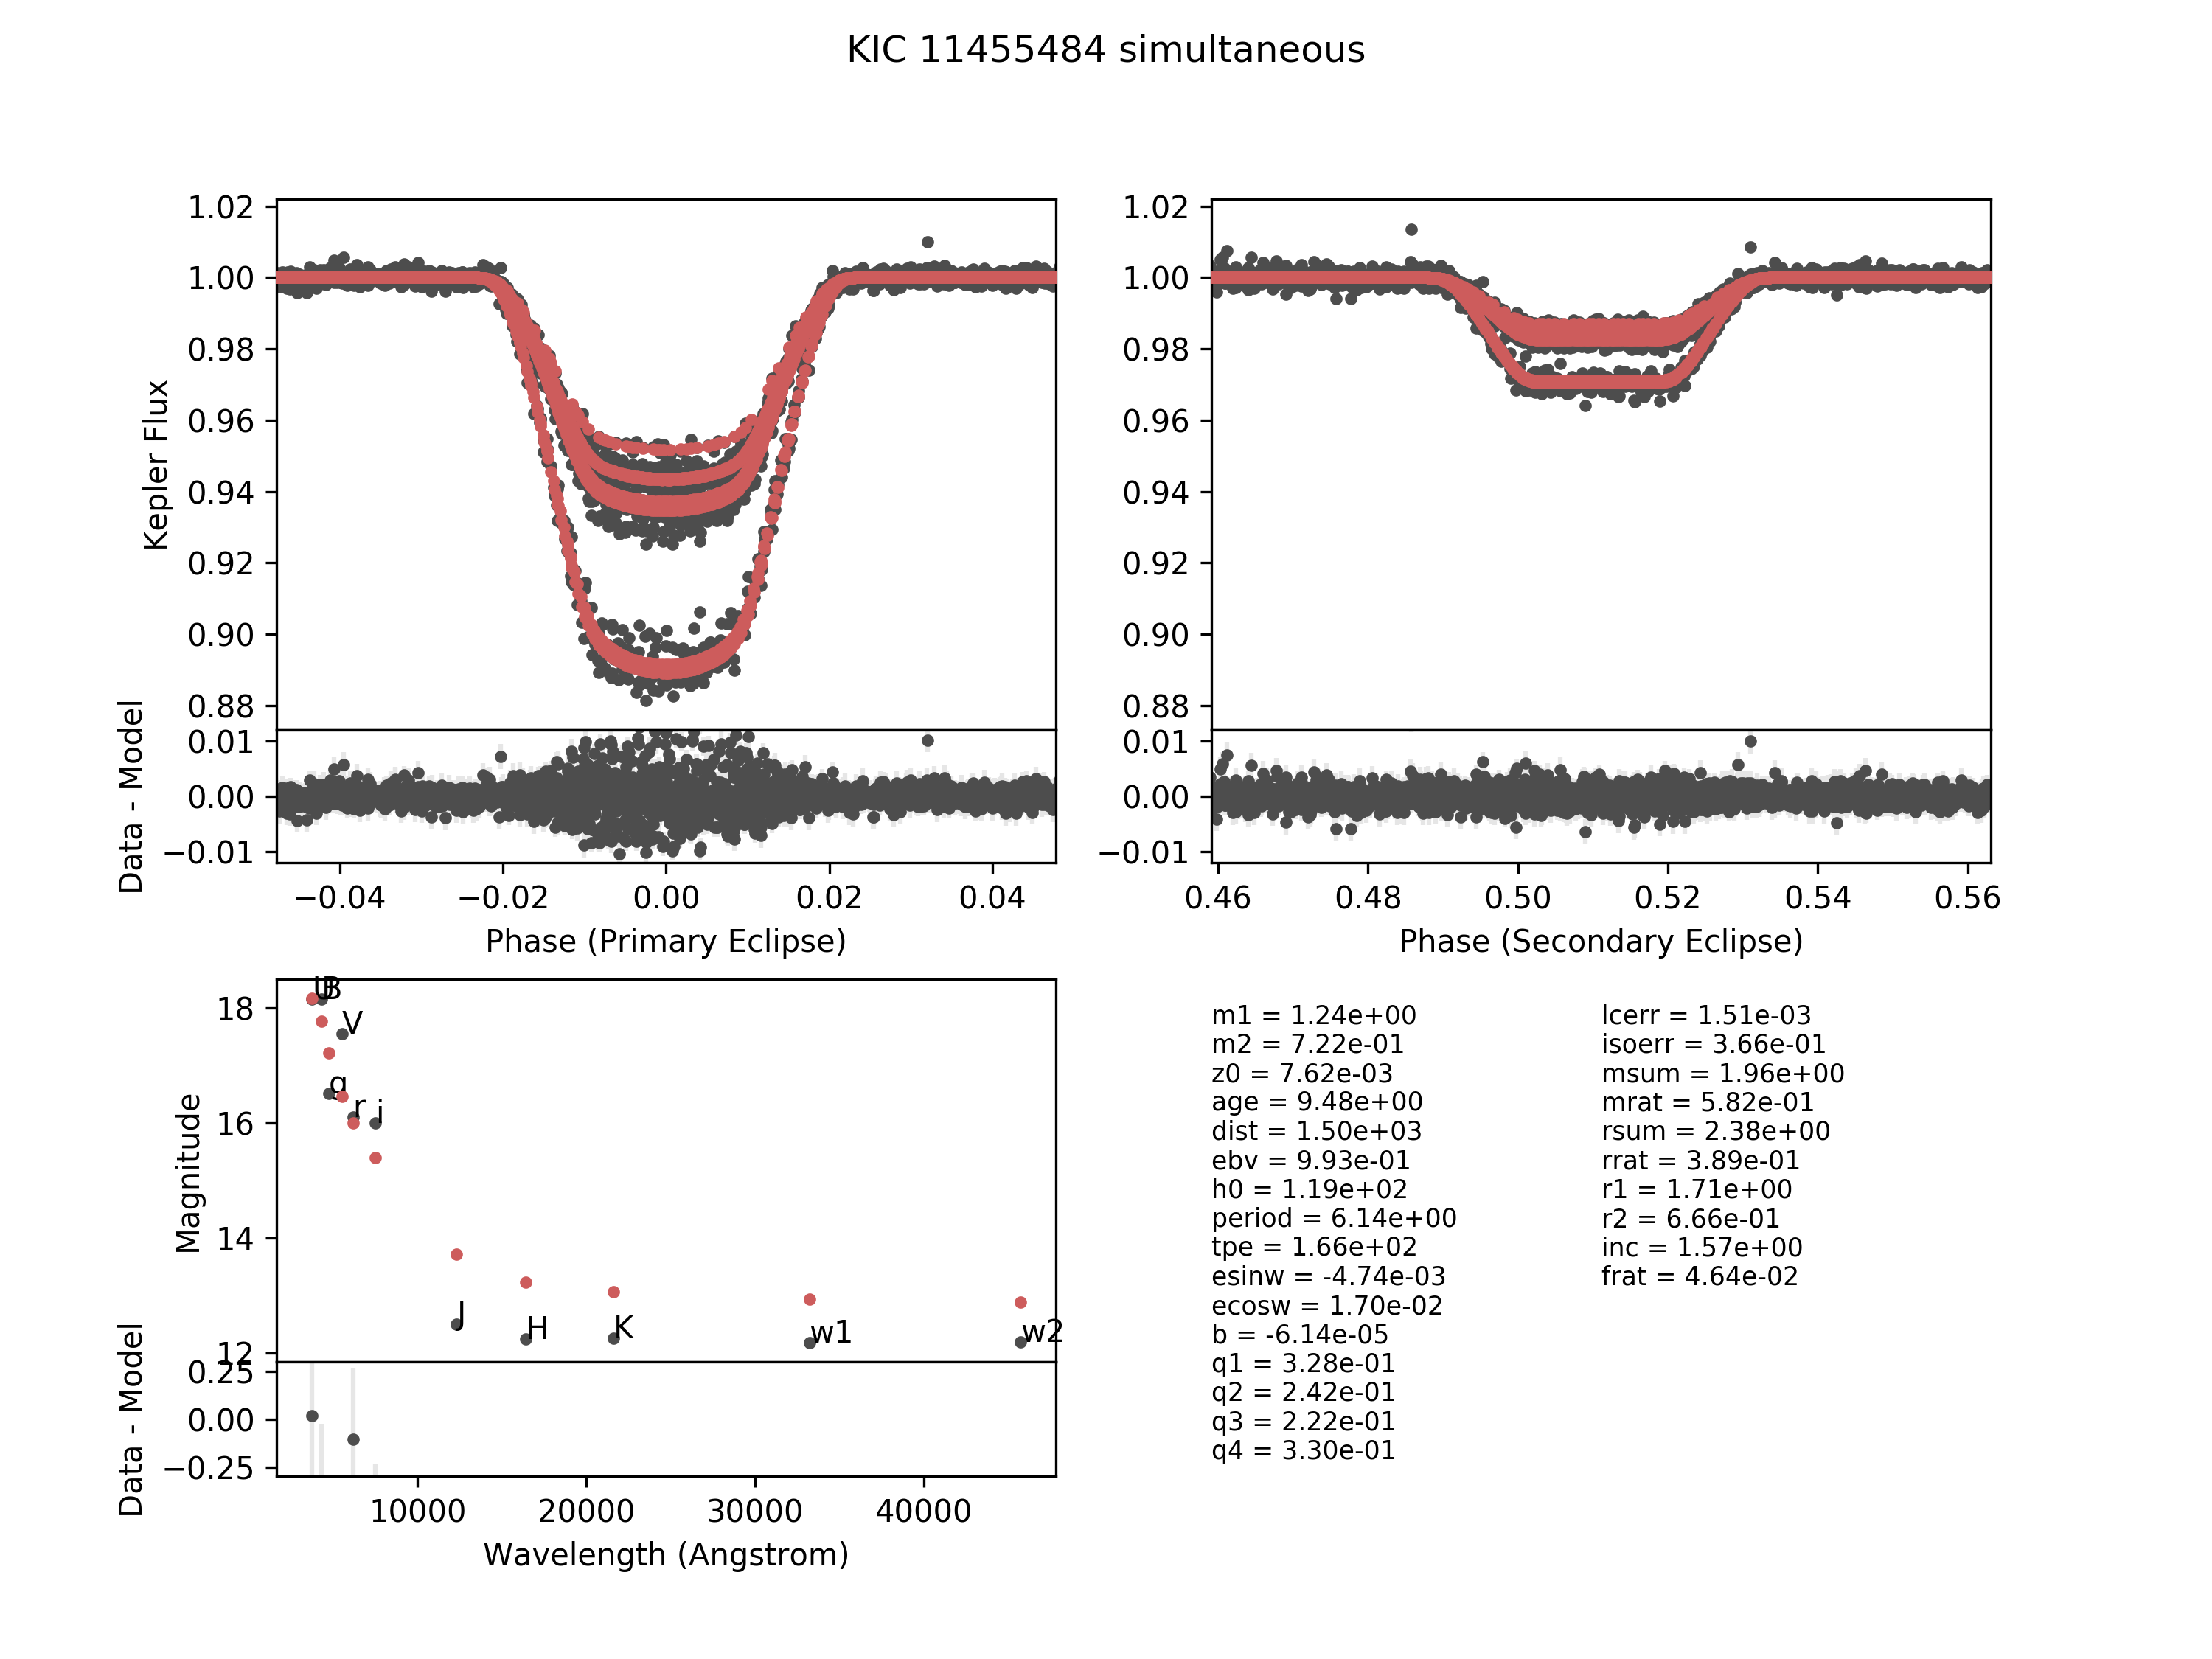 KIC 11455484 simultaneous
1.02
1.00
0.98
0.96
0.94
0.92
0.90
0.88
Kepler Flux
0.01
0.00
−0.01
Data - Model
−0.04 −0.02 0.00 0.02 0.04
Phase (Primary Eclipse)
1.02
1.00
0.98
0.96
0.94
0.92
0.90
0.88
0.01
0.00
−0.01
0.46 0.48 0.50 0.52 0.54 0.56
Phase (Secondary Eclipse)
18
16
14
12
Magnitude
U B
V
g
r i
J
H
K
w1
w2
0.25
0.00
−0.25
Data - Model
10000 20000 30000 40000
Wavelength (Angstrom)
m1 = 1.24e+00
m2 = 7.22e-01
z0 = 7.62e-03
age = 9.48e+00
dist = 1.50e+03
ebv = 9.93e-01
h0 = 1.19e+02
period = 6.14e+00
tpe = 1.66e+02
esinw = -4.74e-03
ecosw = 1.70e-02
b = -6.14e-05
q1 = 3.28e-01
q2 = 2.42e-01
q3 = 2.22e-01
q4 = 3.30e-01
lcerr = 1.51e-03
isoerr = 3.66e-01
msum = 1.96e+00
mrat = 5.82e-01
rsum = 2.38e+00
rrat = 3.89e-01
r1 = 1.71e+00
r2 = 6.66e-01
inc = 1.57e+00
frat = 4.64e-02